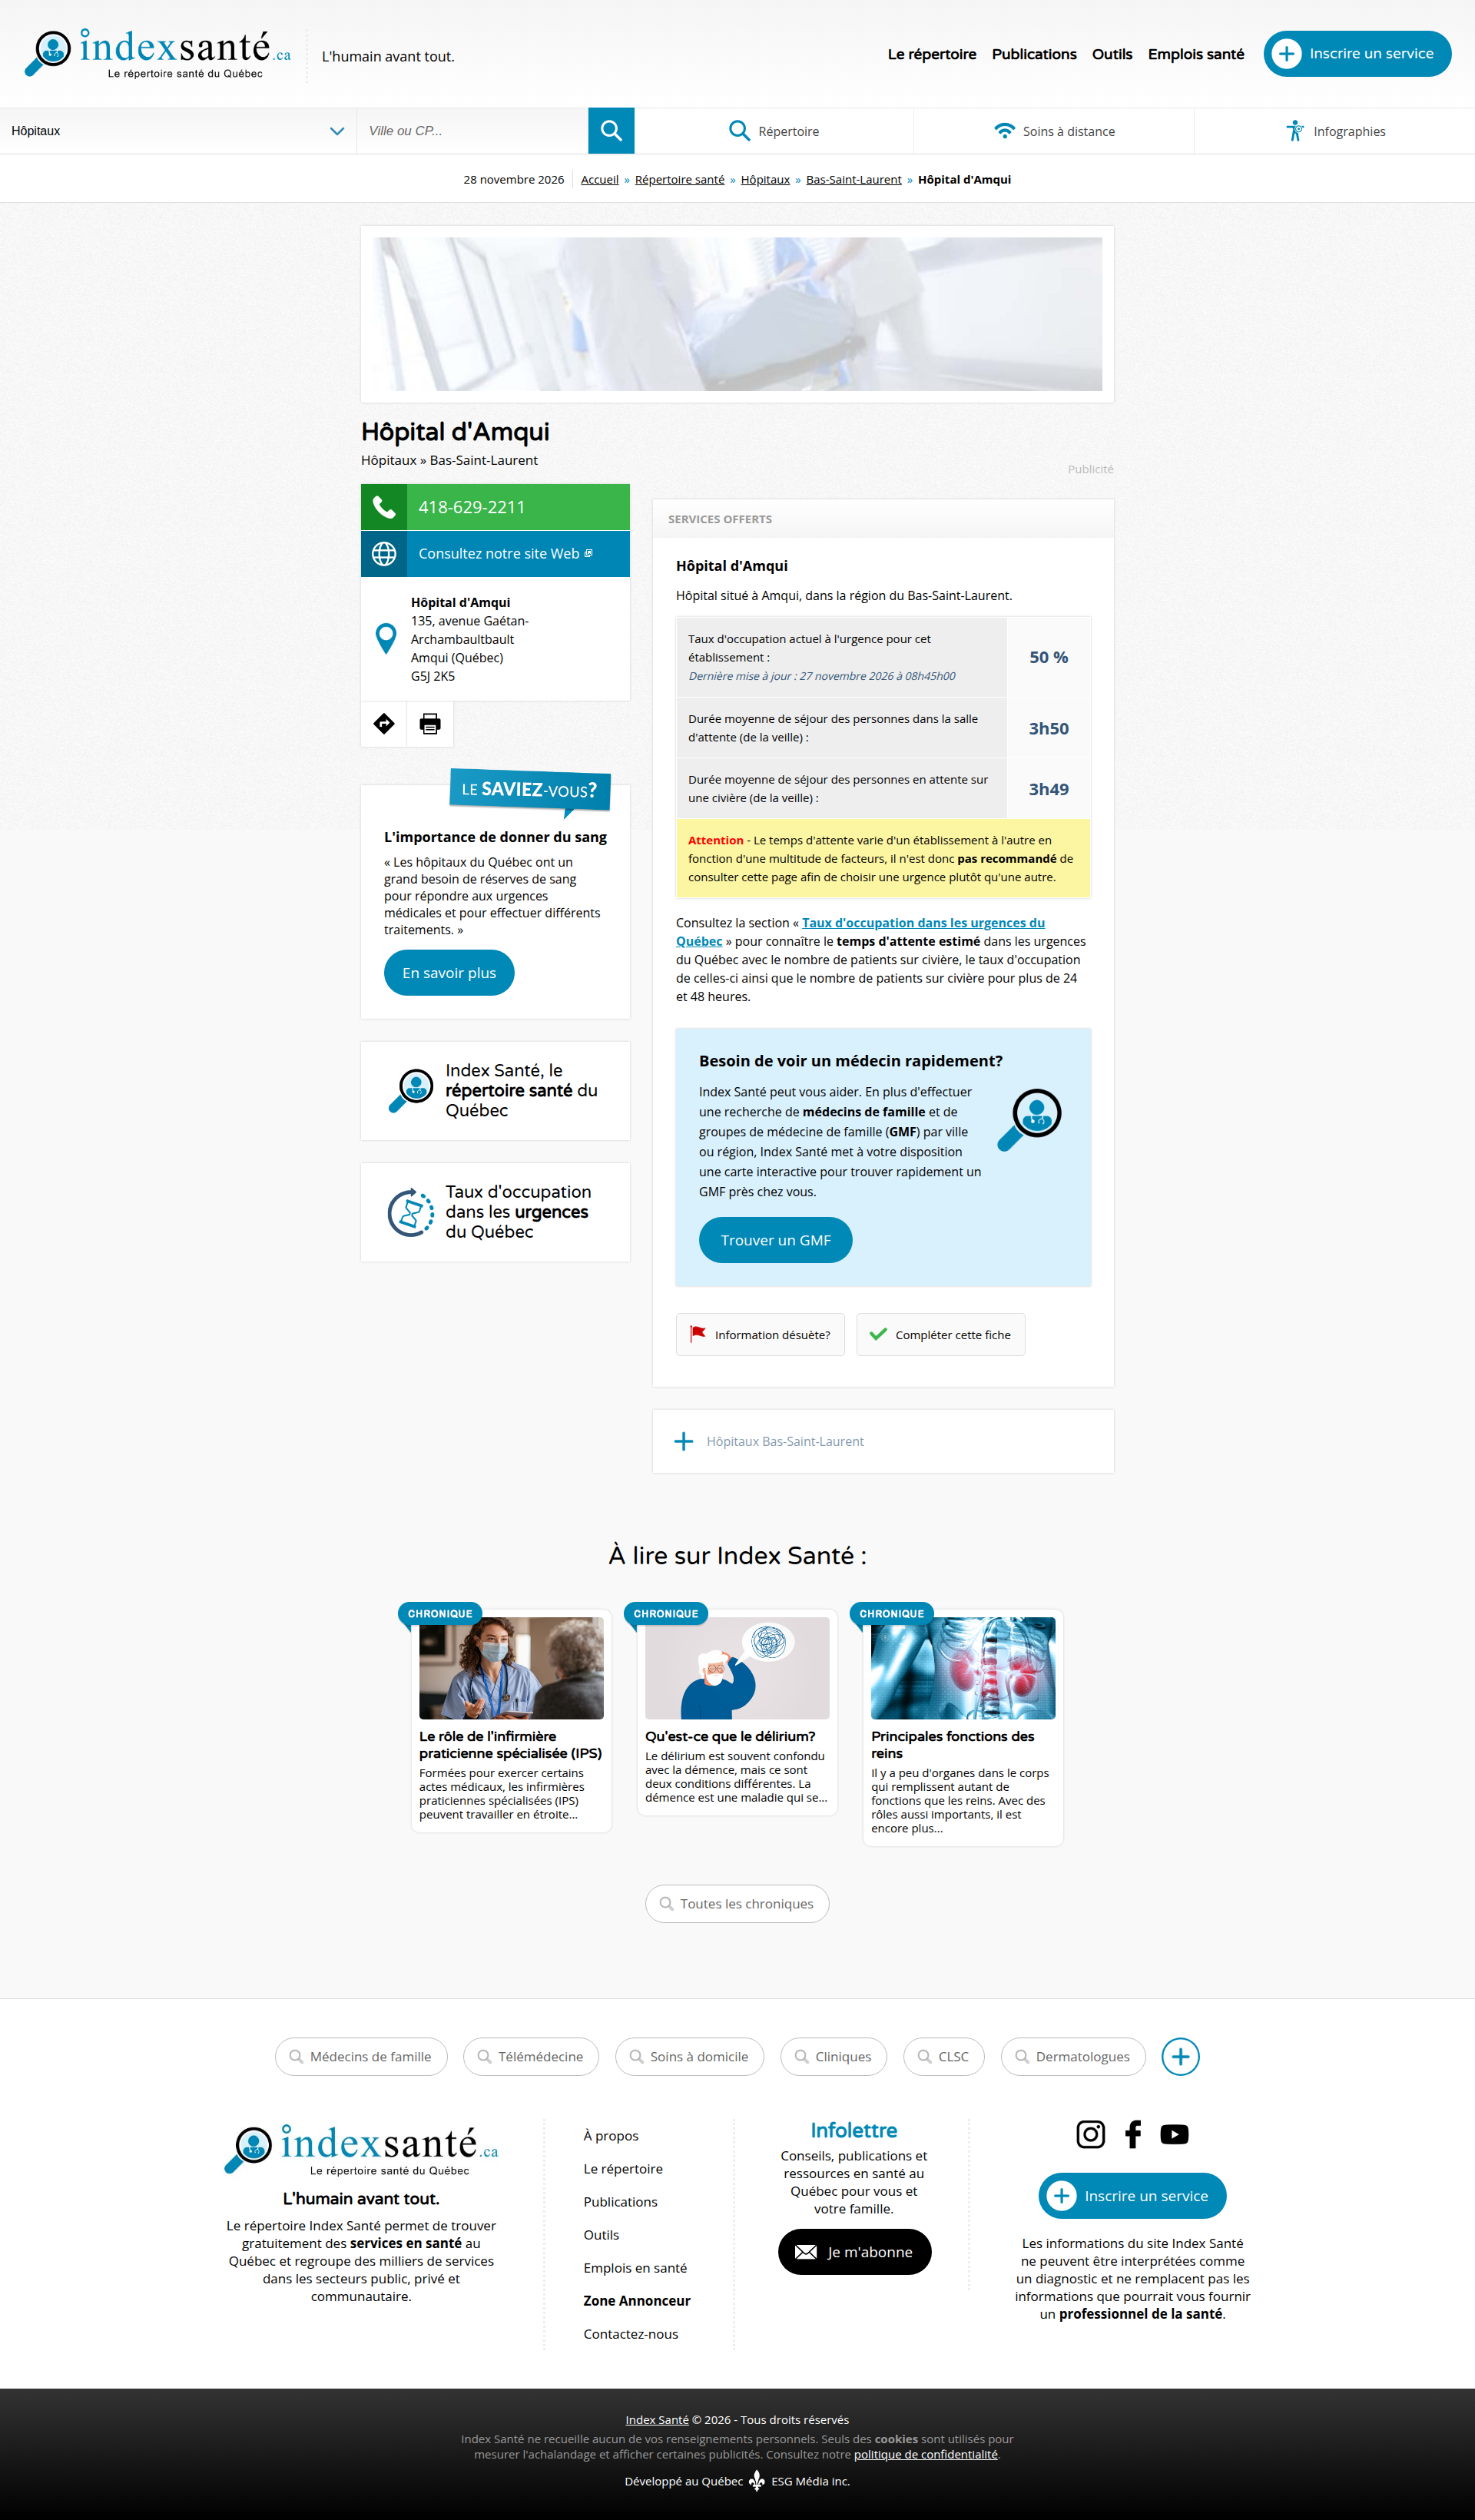 indexsanté.ca
Le répertoire santé du Québec
L'humain avant tout.
Le répertoire Publications Outils Emplois santé Inscrire un service
Hôpitaux Ville ou CP... Répertoire Soins à distance Infographies
28 novembre 2026 Accueil » Répertoire santé » Hôpitaux » Bas-Saint-Laurent » Hôpital d'Amqui
Hôpital d'Amqui
Hôpitaux » Bas-Saint-Laurent
Publicité
418-629-2211
Consultez notre site Web
Hôpital d'Amqui
135, avenue Gaétan-
Archambaultbault
Amqui (Québec)
G5J 2K5
LE SAVIEZ-VOUS?
L'importance de donner du sang
« Les hôpitaux du Québec ont un
grand besoin de réserves de sang
pour répondre aux urgences
médicales et pour effectuer différents
traitements. »
En savoir plus
Index Santé, le
répertoire santé du
Québec
Taux d'occupation
dans les urgences
du Québec
SERVICES OFFERTS
Hôpital d'Amqui
Hôpital situé à Amqui, dans la région du Bas-Saint-Laurent.
Taux d'occupation actuel à l'urgence pour cet
établissement :
Dernière mise à jour : 27 novembre 2026 à 08h45h00
50 %
Durée moyenne de séjour des personnes dans la salle
d'attente (de la veille) :
3h50
Durée moyenne de séjour des personnes en attente sur
une civière (de la veille) :
3h49
Attention - Le temps d'attente varie d'un établissement à l'autre en
fonction d'une multitude de facteurs, il n'est donc pas recommandé de
consulter cette page afin de choisir une urgence plutôt qu'une autre.
Consultez la section « Taux d'occupation dans les urgences du
Québec » pour connaître le temps d'attente estimé dans les urgences
du Québec avec le nombre de patients sur civière, le taux d'occupation
de celles-ci ainsi que le nombre de patients sur civière pour plus de 24
et 48 heures.
Besoin de voir un médecin rapidement?
Index Santé peut vous aider. En plus d'effectuer
une recherche de médecins de famille et de
groupes de médecine de famille (GMF) par ville
ou région, Index Santé met à votre disposition
une carte interactive pour trouver rapidement un
GMF près chez vous.
Trouver un GMF
Information désuète? Compléter cette fiche
Hôpitaux Bas-Saint-Laurent
À lire sur Index Santé :
CHRONIQUE
Le rôle de l'infirmière
praticienne spécialisée (IPS)
Formées pour exercer certains
actes médicaux, les infirmières
praticiennes spécialisées (IPS)
peuvent travailler en étroite...
CHRONIQUE
Qu'est-ce que le délirium?
Le délirium est souvent confondu
avec la démence, mais ce sont
deux conditions différentes. La
démence est une maladie qui se...
CHRONIQUE
Principales fonctions des
reins
Il y a peu d'organes dans le corps
qui remplissent autant de
fonctions que les reins. Avec des
rôles aussi importants, il est
encore plus...
Toutes les chroniques
Médecins de famille Télémédecine Soins à domicile Cliniques CLSC Dermatologues
indexsanté.ca
Le répertoire santé du Québec
L'humain avant tout.
Le répertoire Index Santé permet de trouver
gratuitement des services en santé au
Québec et regroupe des milliers de services
dans les secteurs public, privé et
communautaire.
À propos
Le répertoire
Publications
Outils
Emplois en santé
Zone Annonceur
Contactez-nous
Infolettre
Conseils, publications et
ressources en santé au
Québec pour vous et
votre famille.
Je m'abonne
Inscrire un service
Les informations du site Index Santé
ne peuvent être interprétées comme
un diagnostic et ne remplacent pas les
informations que pourrait vous fournir
un professionnel de la santé.
Index Santé © 2026 - Tous droits réservés
Index Santé ne recueille aucun de vos renseignements personnels. Seuls des cookies sont utilisés pour
mesurer l'achalandage et afficher certaines publicités. Consultez notre politique de confidentialité.
Développé au Québec ESG Média inc.